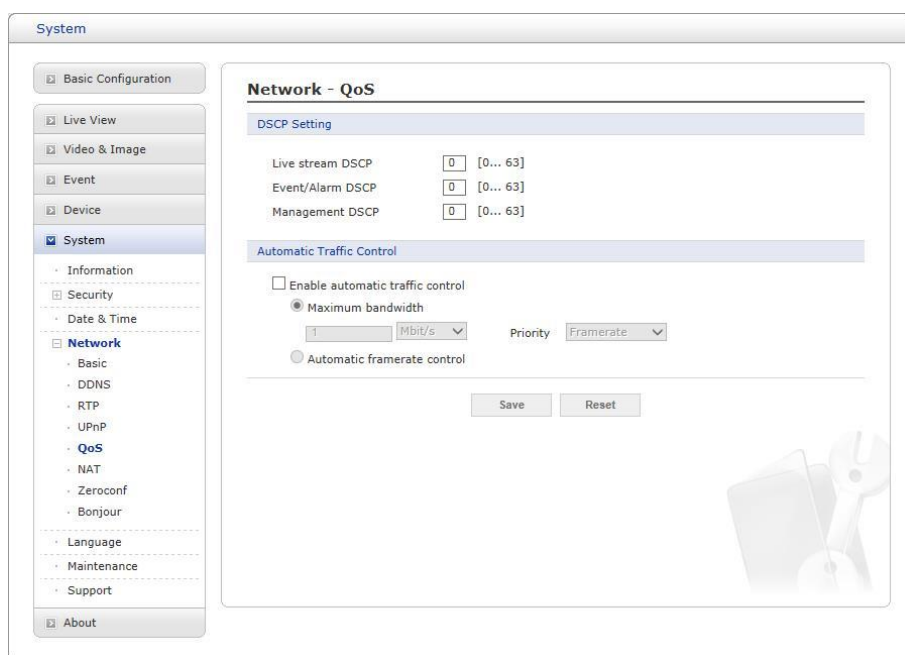 System
Basic Configuration
Live View
Video & Image
Event
Device
System
Information
Security
Date & Time
Network
Basic
DDNS
RTP
UPnP
QoS
NAT
Zeroconf
Bonjour
Language
Maintenance
Support
About
Network - QoS
DSCP Setting
Live stream DSCP 0 [0... 63]
Event/Alarm DSCP 0 [0... 63]
Management DSCP 0 [0... 63]
Automatic Traffic Control
Enable automatic traffic control
Maximum bandwidth
1 Mbit/s Priority Framerate
Automatic framerate control
Save Reset